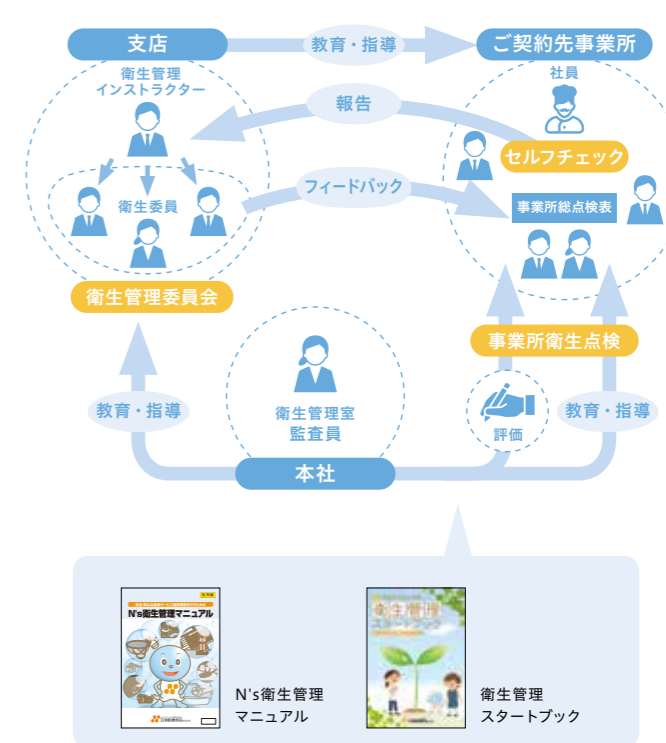 支店
教育・指導
ご契約先事業所
衛生管理
インストラクター
社員
報告
セルフチェック
フィードバック
衛生委員
事業所総点検表
衛生管理委員会
事業所衛生点検
教育・指導
衛生管理室
監査員
評価
教育・指導
本社
N's衛生管理マニュアル
衛生管理
スタートブック
N's衛生管理
マニュアル
衛生管理
スタートブック